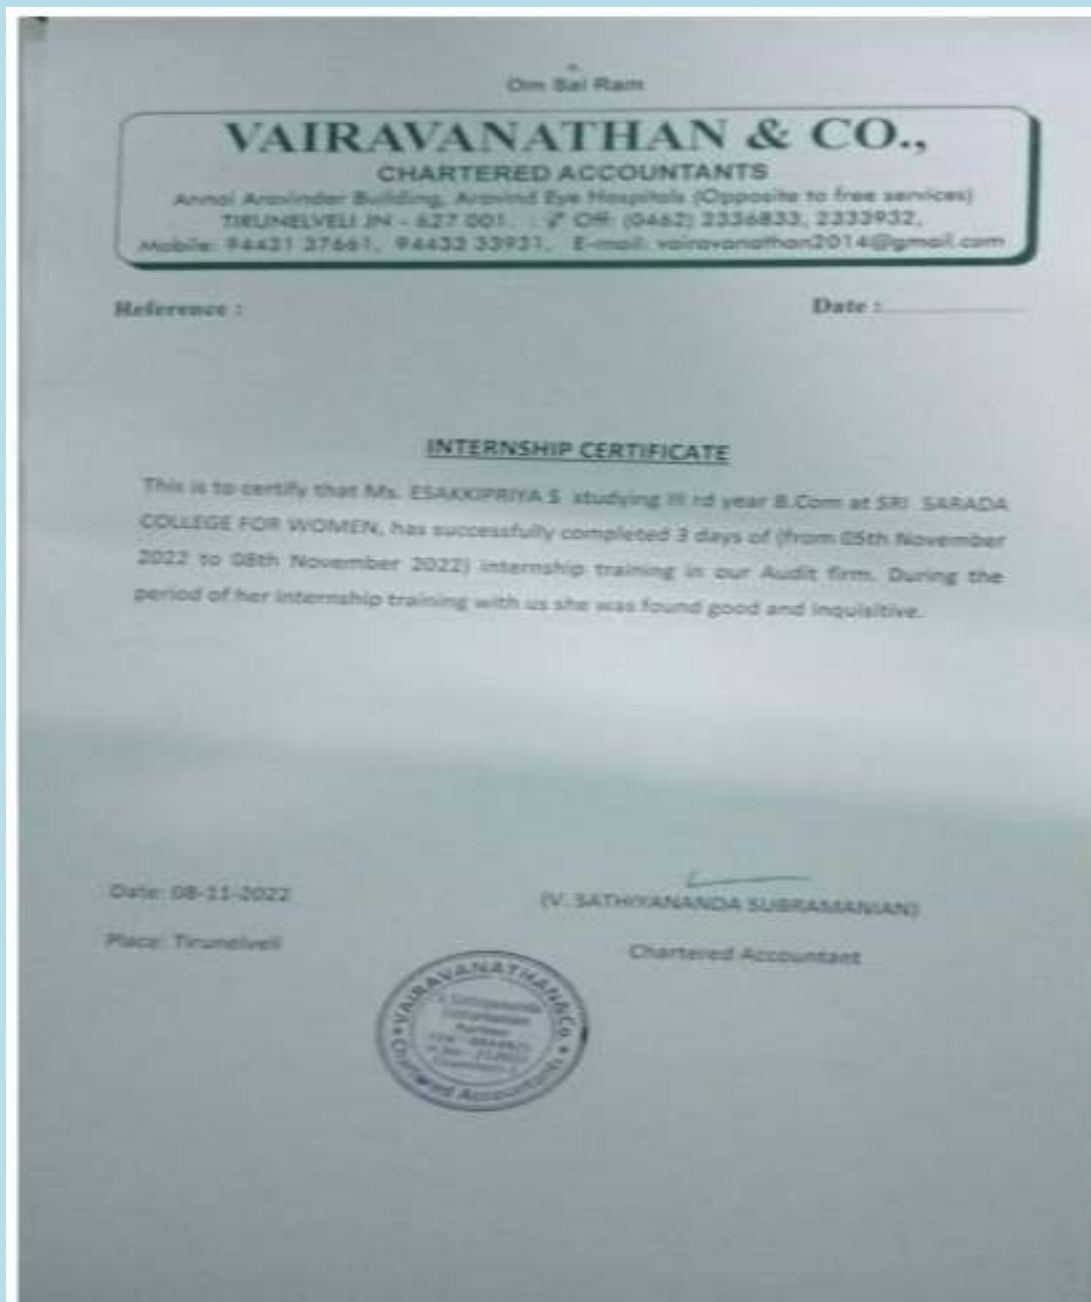 Om Sai Ram
VAIRAVANATHAN & CO.,
CHARTERED ACCOUNTANTS
Annai Aravindar Building, Aravind Eye Hospitals (Opposite to free services)
TIRUNELVELI JN - 627 001. Off: (0462) 2336833, 2333932,
Mobile: 94431 37661, 94433 33931, E-mail: vairavanathan2014@gmail.com
Reference :
Date :
INTERNSHIP CERTIFICATE
This is to certify that Ms. ESAKKIPRIYA S studying III rd year B.Com at SRI SARADA
COLLEGE FOR WOMEN, has successfully completed 3 days of (from 05th November
2022 to 08th November 2022) internship training in our Audit firm. During the
period of her internship training with us she was found good and inquisitive.
Date: 08-11-2022
(V. SATHIYANANDA SUBRAMANIAN)
Place: Tirunelveli
Chartered Accountant
VAIRAVANATHAN & Co.
Chartered Accountants